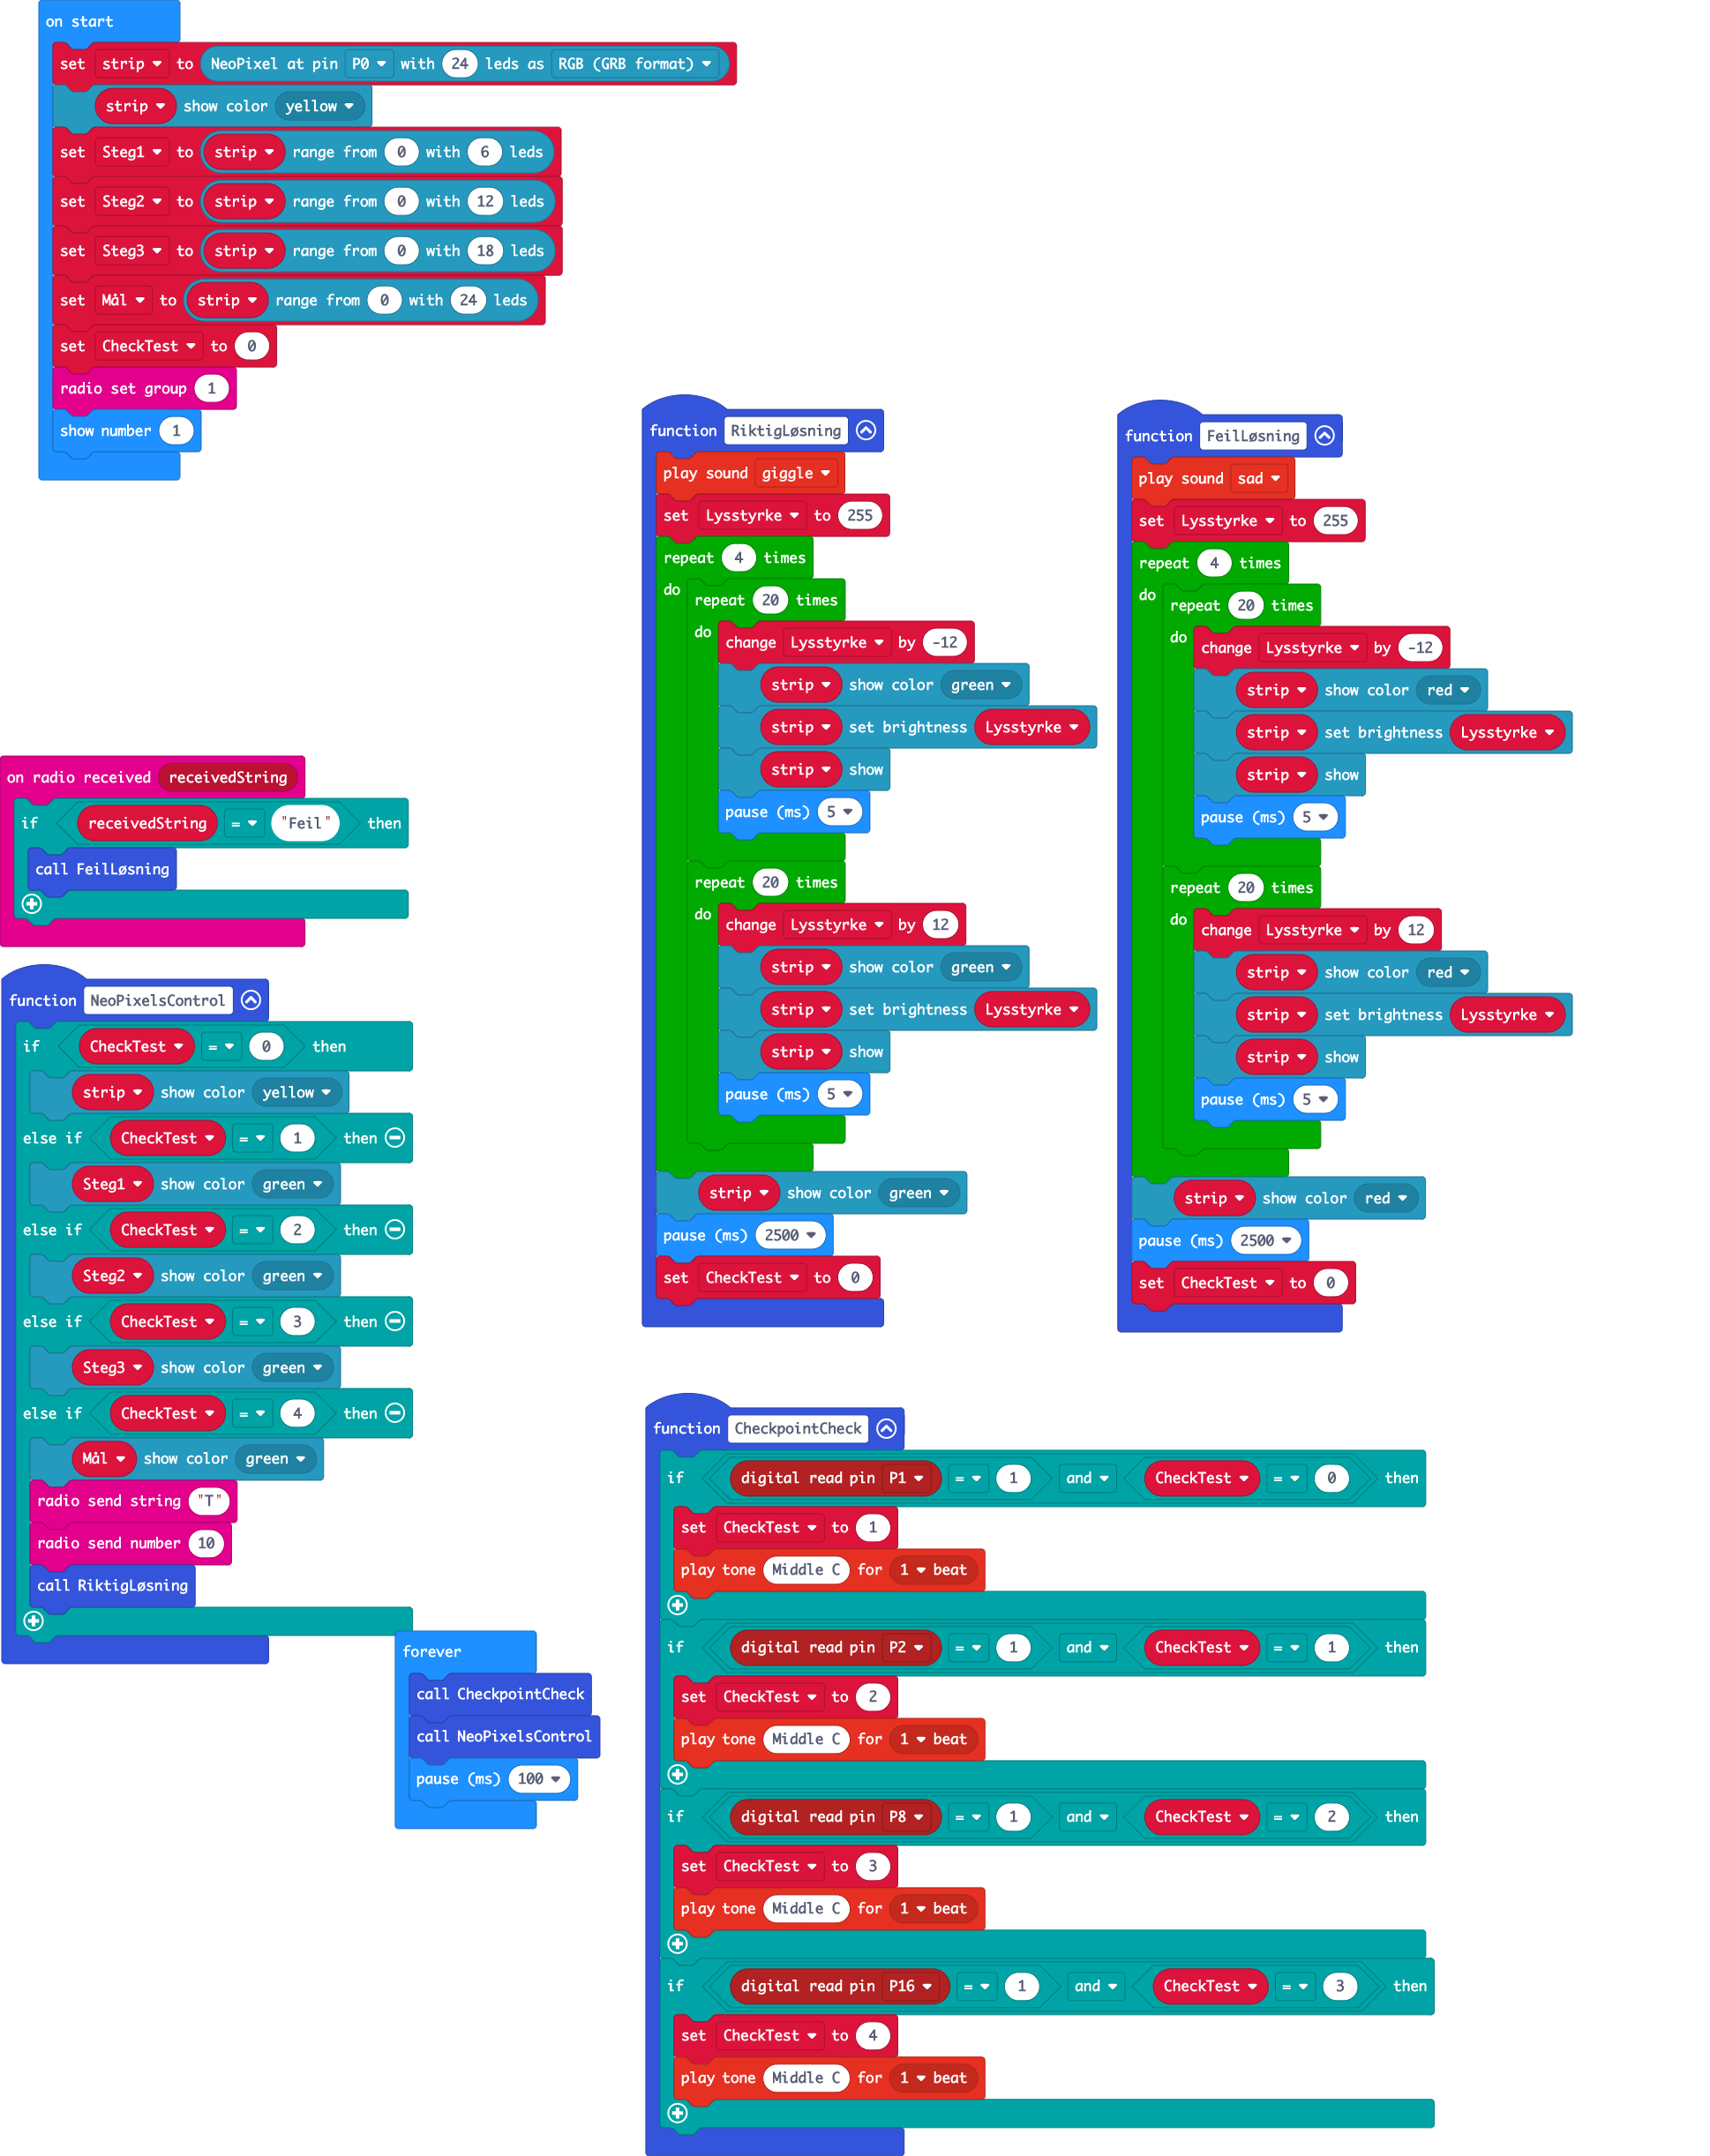 on start
set strip to NeoPixel at pin P0 with 24 leds as RGB (GRB format)
strip show color yellow
set Steg1 to strip range from 0 with 6 leds
set Steg2 to strip range from 0 with 12 leds
set Steg3 to strip range from 0 with 18 leds
set Mål to strip range from 0 with 24 leds
set CheckTest to 0
radio set group 1
show number 1
on radio received receivedString
if receivedString = "Feil" then
call FeilLøsning
function NeoPixelsControl
if CheckTest = 0 then
strip show color yellow
else if CheckTest = 1 then
Steg1 show color green
else if CheckTest = 2 then
Steg2 show color green
else if CheckTest = 3 then
Steg3 show color green
else if CheckTest = 4 then
Mål show color green
radio send string "T"
radio send number 10
call RiktigLøsning
forever
call CheckpointCheck
call NeoPixelsControl
pause (ms) 100
function RiktigLøsning
play sound giggle
set Lysstyrke to 255
repeat 4 times
do repeat 20 times
do change Lysstyrke by -12
strip show color green
strip set brightness Lysstyrke
strip show
pause (ms) 5
repeat 20 times
do change Lysstyrke by 12
strip show color green
strip set brightness Lysstyrke
strip show
pause (ms) 5
strip show color green
pause (ms) 2500
set CheckTest to 0
function FeilLøsning
play sound sad
set Lysstyrke to 255
repeat 4 times
do repeat 20 times
do change Lysstyrke by -12
strip show color red
strip set brightness Lysstyrke
strip show
pause (ms) 5
repeat 20 times
do change Lysstyrke by 12
strip show color red
strip set brightness Lysstyrke
strip show
pause (ms) 5
strip show color red
pause (ms) 2500
set CheckTest to 0
function CheckpointCheck
if digital read pin P1 = 1 and CheckTest = 0 then
set CheckTest to 1
play tone Middle C for 1 beat
if digital read pin P2 = 1 and CheckTest = 1 then
set CheckTest to 2
play tone Middle C for 1 beat
if digital read pin P8 = 1 and CheckTest = 2 then
set CheckTest to 3
play tone Middle C for 1 beat
if digital read pin P16 = 1 and CheckTest = 3 then
set CheckTest to 4
play tone Middle C for 1 beat